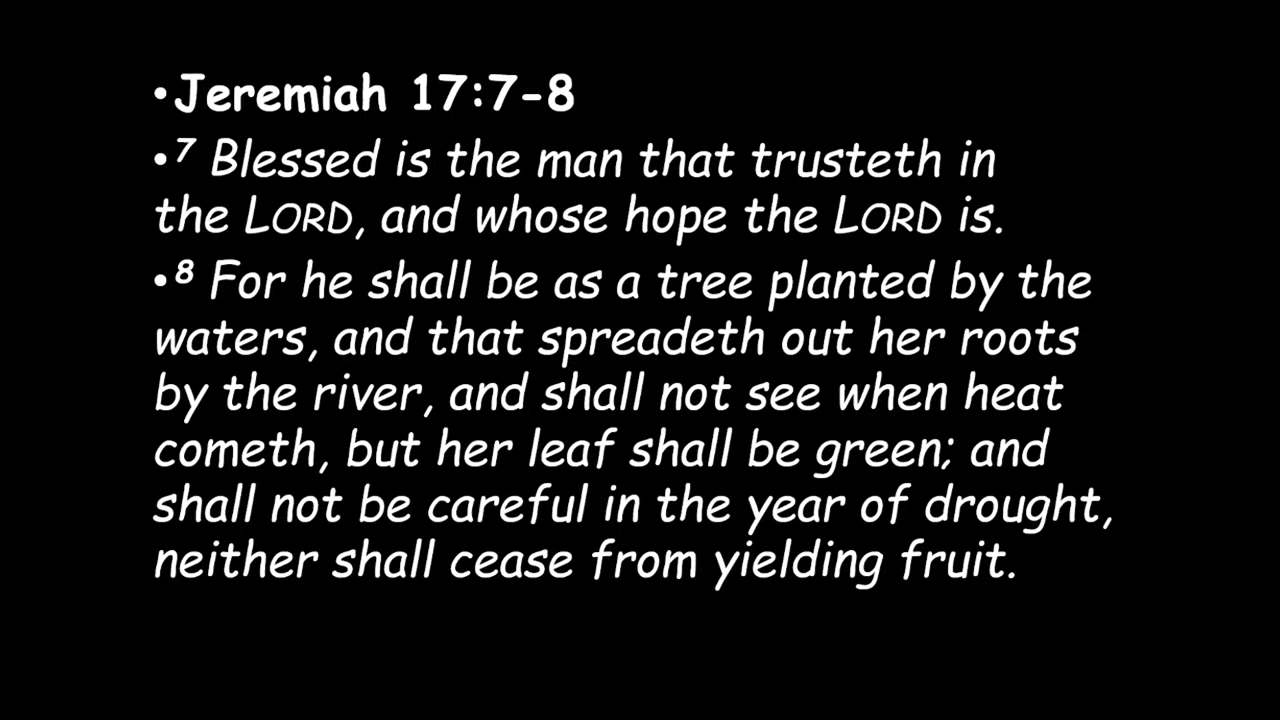 •Jeremiah 17:7-8
•⁷ Blessed is the man that trusteth in
the LORD, and whose hope the LORD is.
•⁸ For he shall be as a tree planted by the
waters, and that spreadeth out her roots
by the river, and shall not see when heat
cometh, but her leaf shall be green; and
shall not be careful in the year of drought,
neither shall cease from yielding fruit.